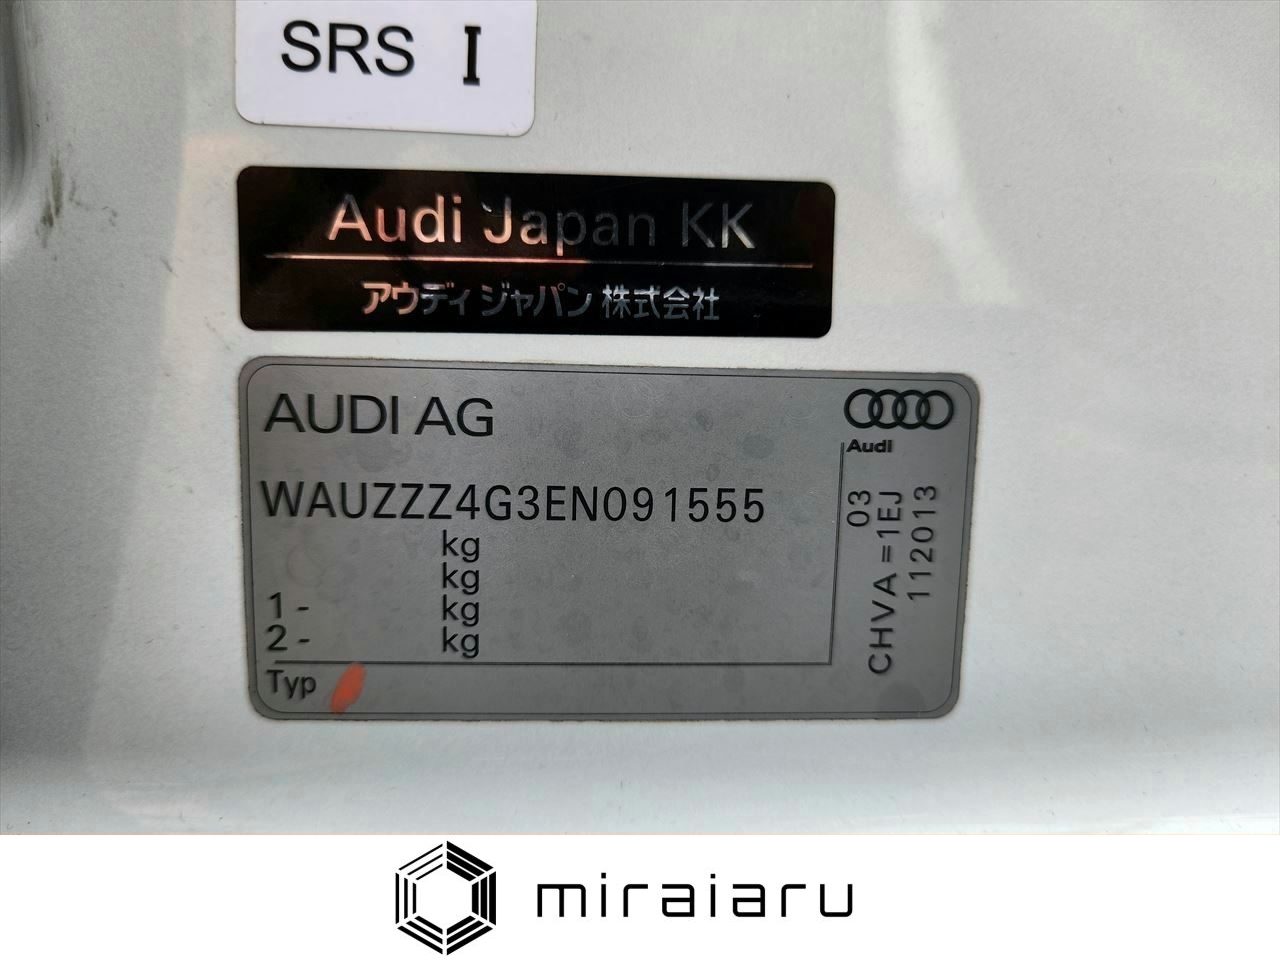 SRS I
Audi Japan KK
アウディ ジャパン 株式会社
AUDI AG
Audi
WAUZZZ4G3EN091555
kg
kg
1- kg
2- kg
Typ
03
CHVA =1EJ
112013
miraiaru